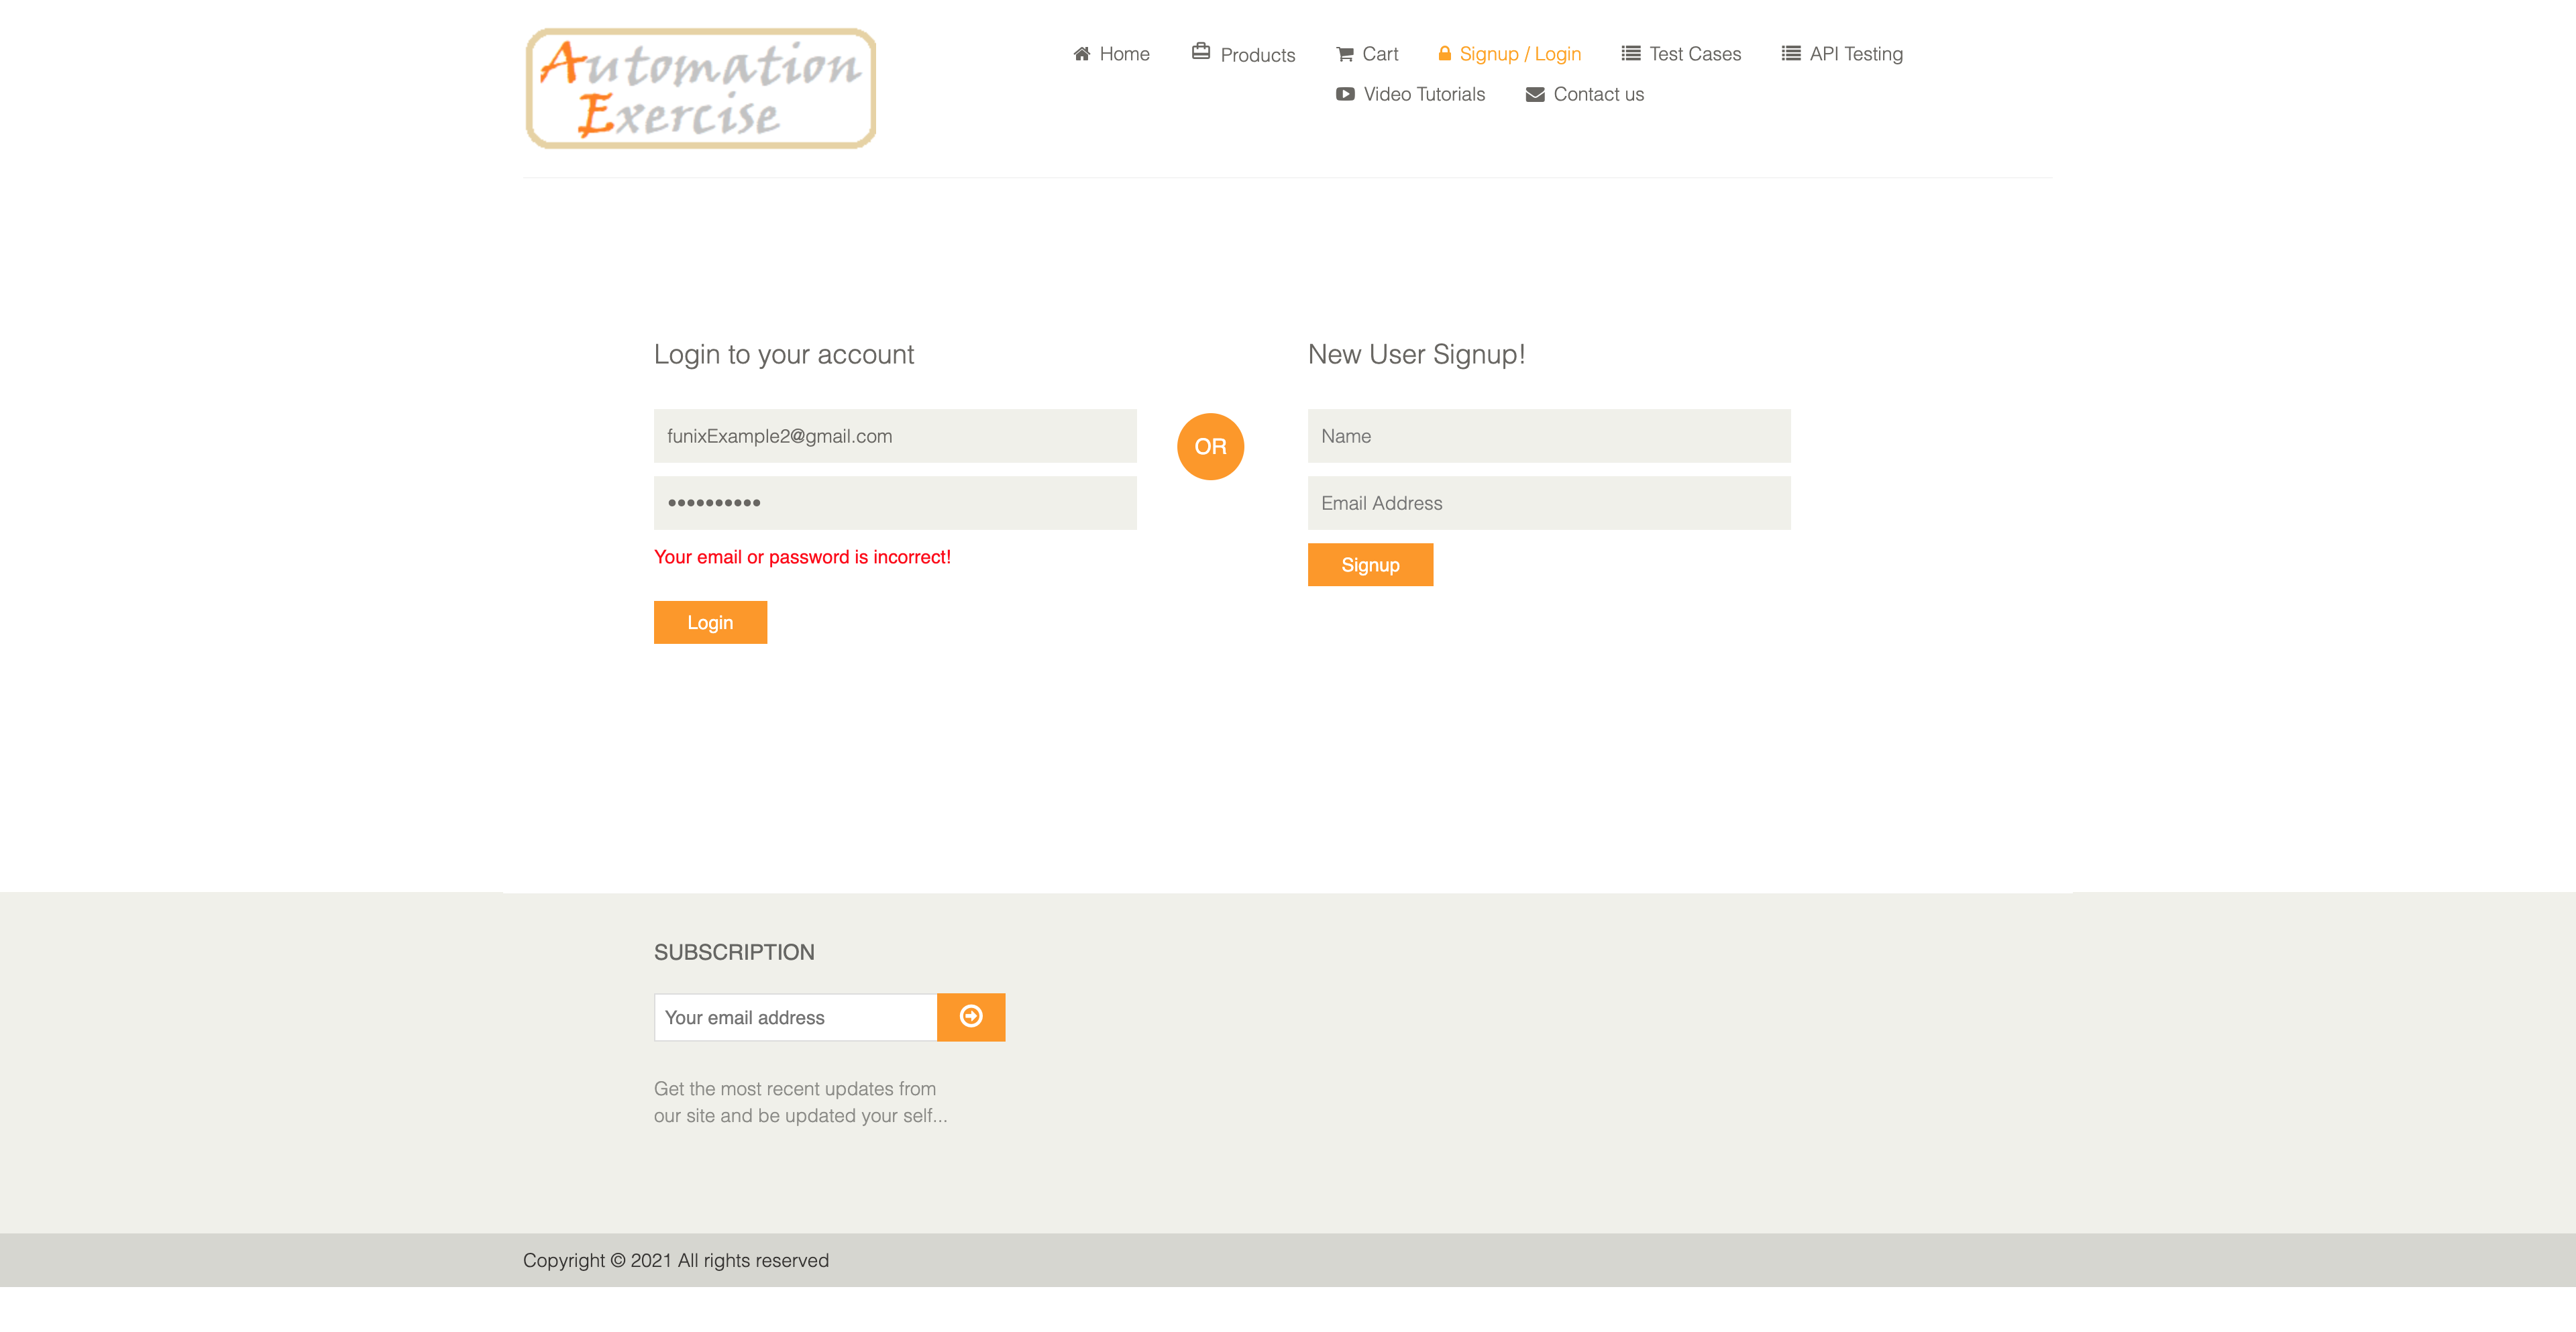 Automation
Exercise
Home Products Cart Signup / Login Test Cases API Testing
Video Tutorials Contact us
Login to your account
funixExample2@gmail.com
••••••••••
Your email or password is incorrect!
Login
OR
New User Signup!
Name
Email Address
Signup
SUBSCRIPTION
Your email address
Get the most recent updates from
our site and be updated your self...
Copyright © 2021 All rights reserved